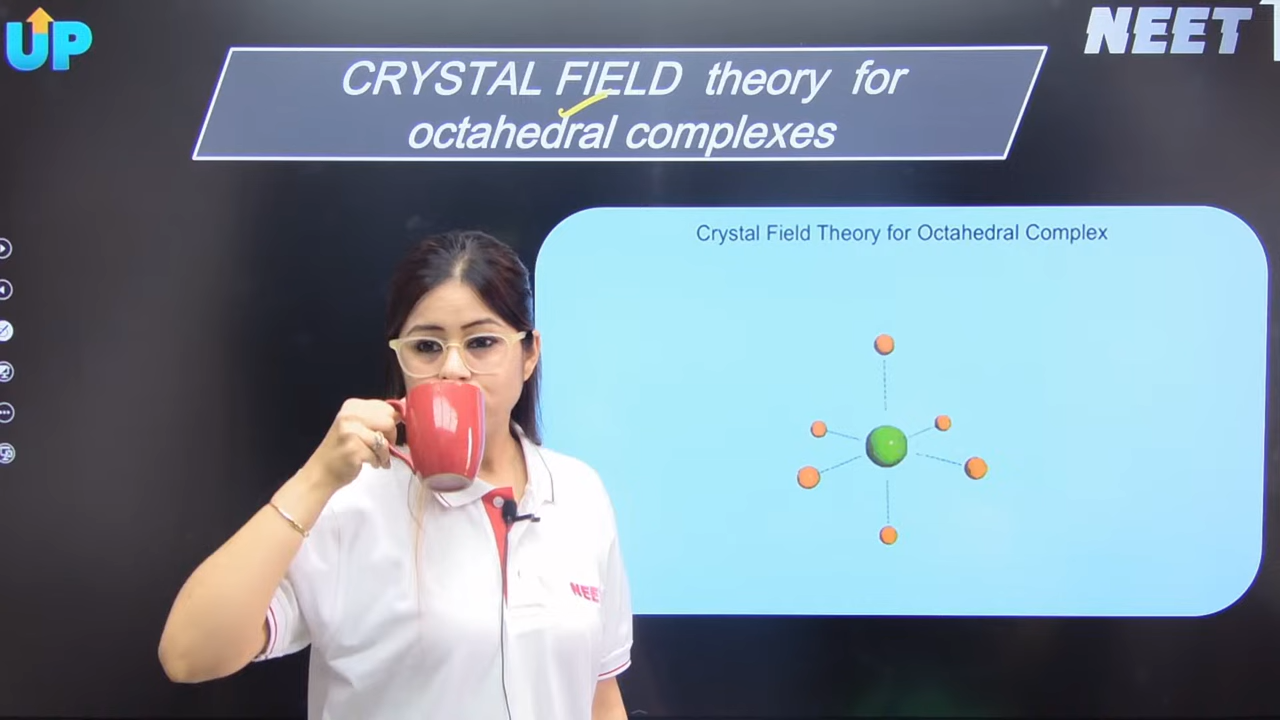 UP
NEET
CRYSTAL FIELD theory for
octahedral complexes
Crystal Field Theory for Octahedral Complex
NEET